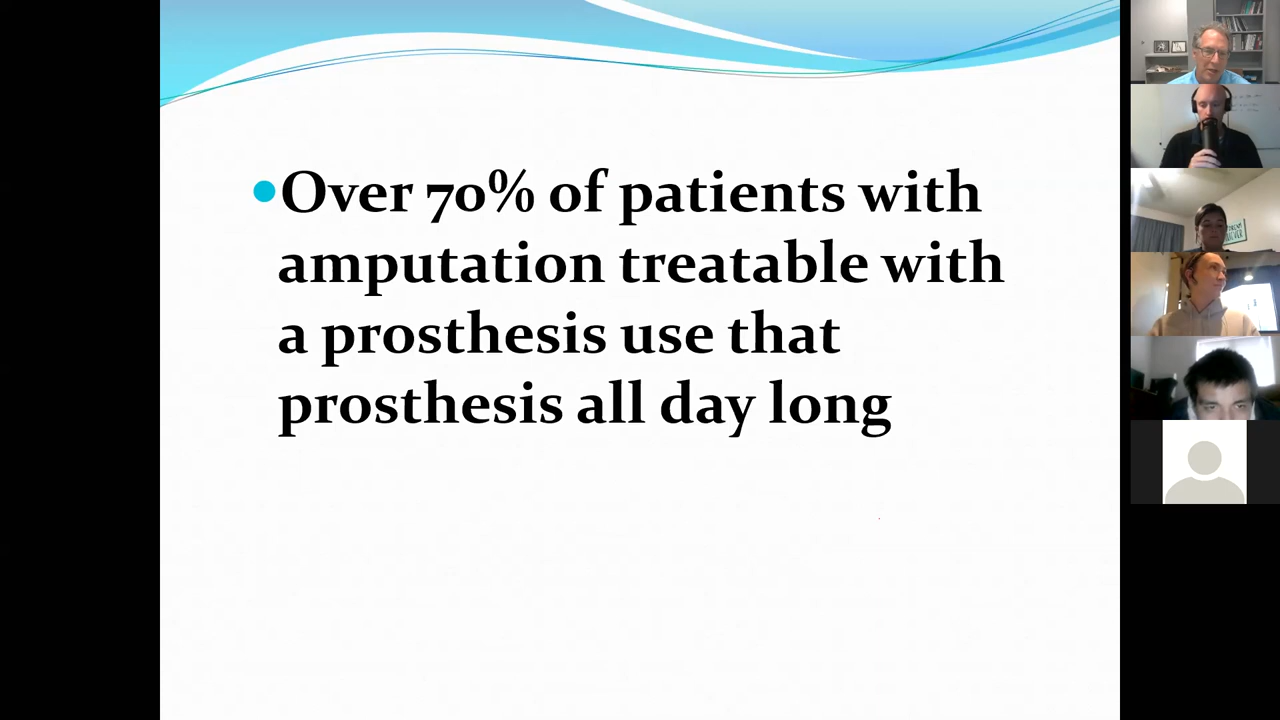 Over 70% of patients with
amputation treatable with
a prosthesis use that
prosthesis all day long